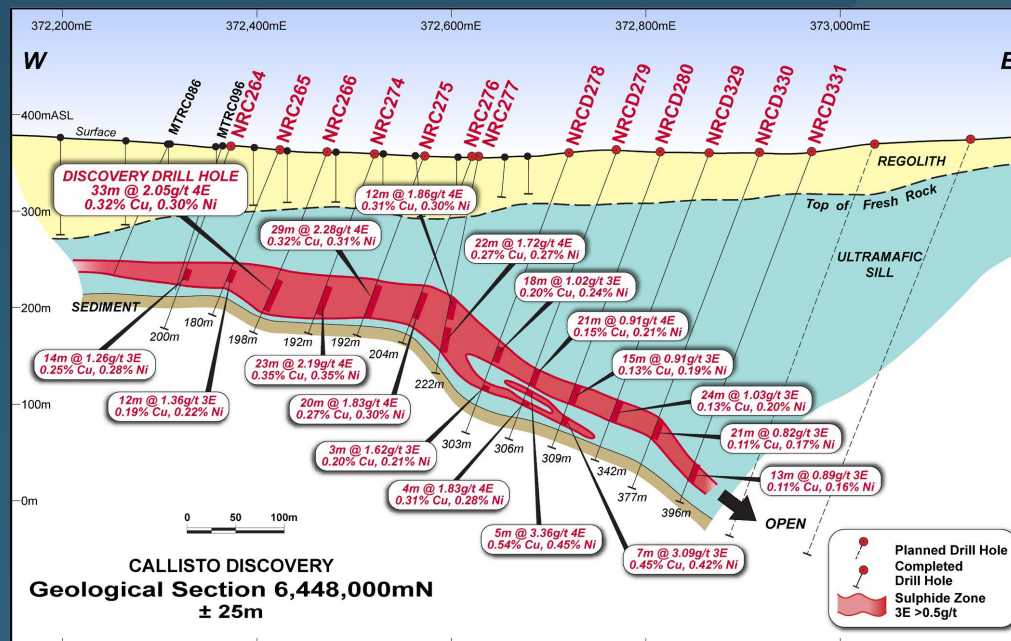 372,200mE
372,400mE
372,600mE
372,800mE
373,000mE
W
MTRC086
MTRC096
NRC264
NRC265
NRC266
NRC274
NRC275
NRC276
NRC277
NRCD278
NRCD279
NRCD280
NRCD329
NRCD330
NRCD331
400mASL
Surface
REGOLITH
DISCOVERY DRILL HOLE
33m @ 2.05g/t 4E
0.32% Cu, 0.30% Ni
12m @ 1.86g/t 4E
0.31% Cu, 0.30% Ni
Top of Fresh Rock
300m
29m @ 2.28g/t 4E
0.32% Cu, 0.31% Ni
22m @ 1.72g/t 4E
0.27% Cu, 0.27% Ni
ULTRAMAFIC
SILL
18m @ 1.02g/t 4E
0.20% Cu, 0.24% Ni
SEDIMENT
200m
200m
180m
198m
192m
192m
204m
222m
21m @ 0.91g/t 4E
0.15% Cu, 0.21% Ni
14m @ 1.26g/t 3E
0.25% Cu, 0.28% Ni
23m @ 2.19g/t 4E
0.35% Cu, 0.35% Ni
15m @ 0.91g/t 3E
0.13% Cu, 0.19% Ni
12m @ 1.36g/t 3E
0.19% Cu, 0.22% Ni
20m @ 1.83g/t 4E
0.27% Cu, 0.30% Ni
24m @ 1.03g/t 3E
0.13% Cu, 0.20% Ni
100m
21m @ 0.82g/t 3E
0.11% Cu, 0.17% Ni
303m
306m
309m
342m
377m
396m
3m @ 1.62g/t 3E
0.20% Cu, 0.21% Ni
13m @ 0.89g/t 3E
0.11% Cu, 0.16% Ni
4m @ 1.83g/t 4E
0.31% Cu, 0.28% Ni
0m
OPEN
5m @ 3.36g/t 4E
0.54% Cu, 0.45% Ni
7m @ 3.09g/t 3E
0.45% Cu, 0.42% Ni
0 50 100m
CALLISTO DISCOVERY
Geological Section 6,448,000mN
± 25m
Planned Drill Hole
Completed
Drill Hole
Sulphide Zone
3E >0.5g/t